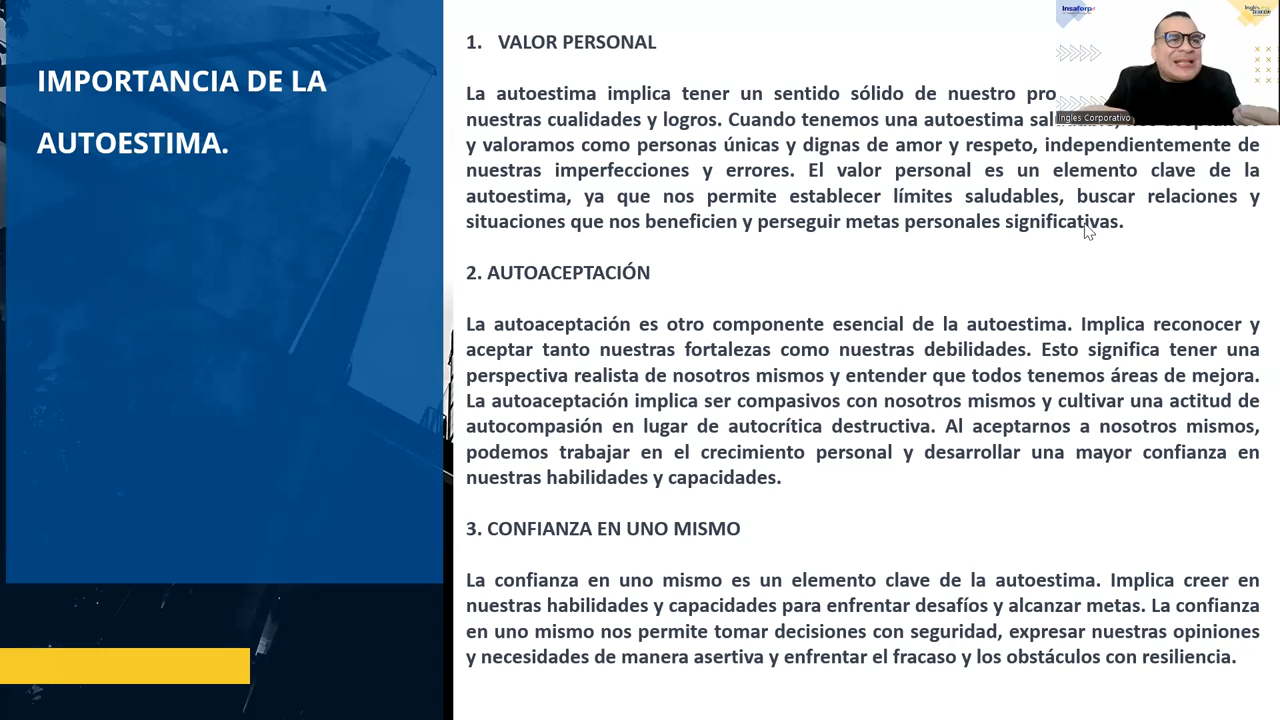 IMPORTANCIA DE LA
AUTOESTIMA.
1. VALOR PERSONAL
La autoestima implica tener un sentido sólido de nuestro
nuestras cualidades y logros. Cuando tenemos una autoestima
y valoramos como personas únicas y dignas de amor y respeto, independientemente de
nuestras imperfecciones y errores. El valor personal es un elemento clave de la
autoestima, ya que nos permite establecer límites saludables, buscar relaciones y
situaciones que nos beneficien y perseguir metas personales significativas.
2. AUTOACEPTACIÓN
La autoaceptación es otro componente esencial de la autoestima. Implica reconocer y
aceptar tanto nuestras fortalezas como nuestras debilidades. Esto significa tener una
perspectiva realista de nosotros mismos y entender que todos tenemos áreas de mejora.
La autoaceptación implica ser compasivos con nosotros mismos y cultivar una actitud de
autocompasión en lugar de autocrítica destructiva. Al aceptarnos a nosotros mismos,
podemos trabajar en el crecimiento personal y desarrollar una mayor confianza en
nuestras habilidades y capacidades.
3. CONFIANZA EN UNO MISMO
La confianza en uno mismo es un elemento clave de la autoestima. Implica creer en
nuestras habilidades y capacidades para enfrentar desafíos y alcanzar metas. La confianza
en uno mismo nos permite tomar decisiones con seguridad, expresar nuestras opiniones
y necesidades de manera asertiva y enfrentar el fracaso y los obstáculos con resiliencia.
Insaforp
Ingles Corporativo